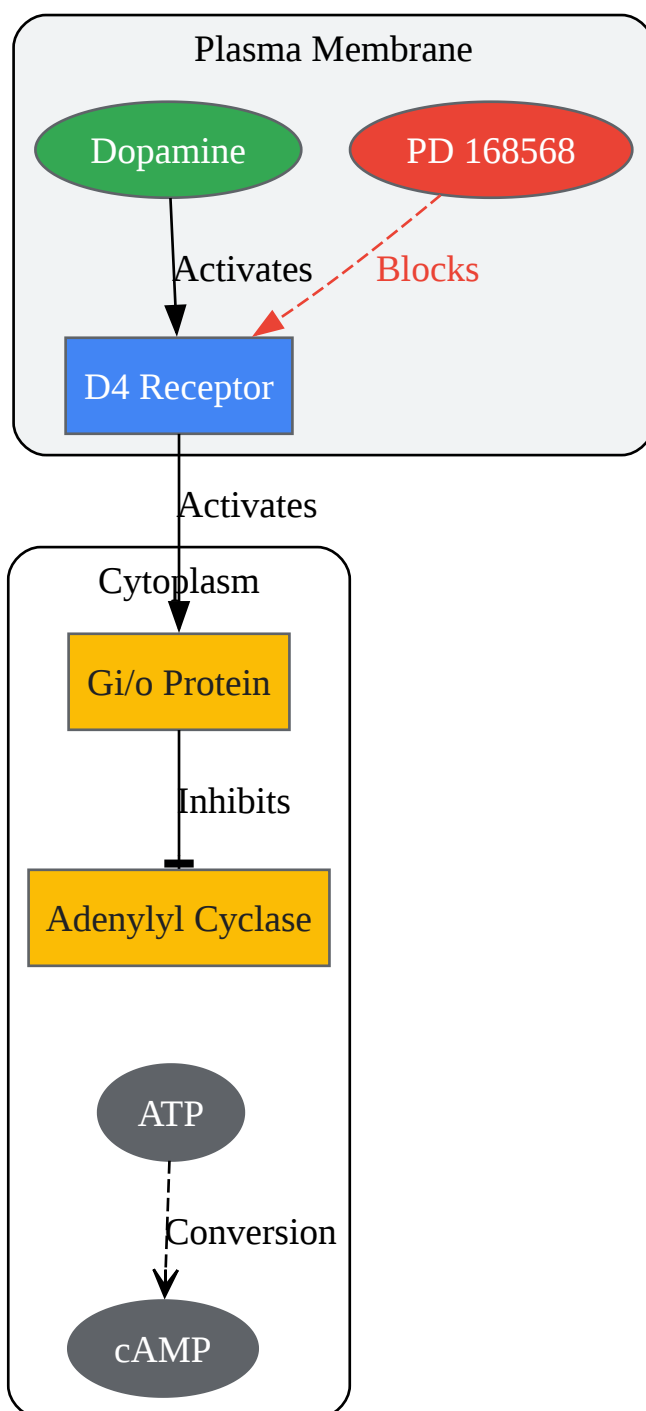 Plasma Membrane
Dopamine
PD 168568
Activates
Blocks
D4 Receptor
Activates
Cytoplasm
Gi/o Protein
Inhibits
Adenylyl Cyclase
ATP
Conversion
cAMP